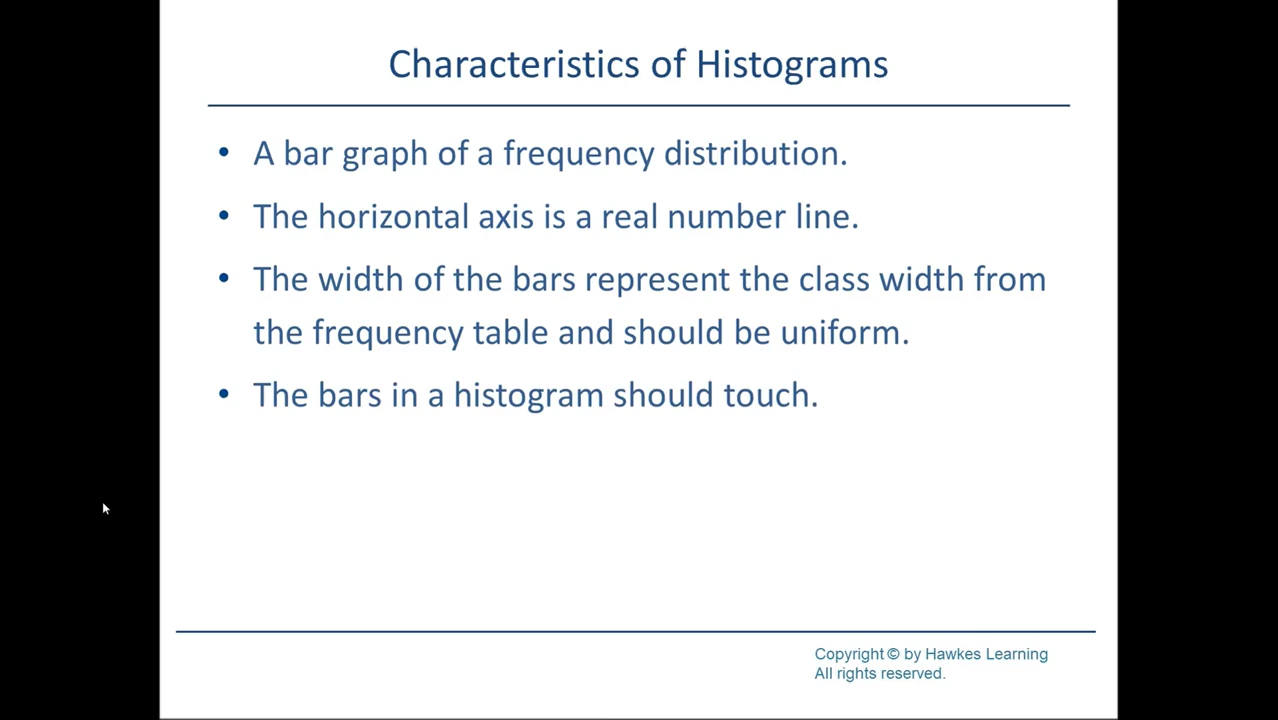 Characteristics of Histograms
• A bar graph of a frequency distribution.
• The horizontal axis is a real number line.
• The width of the bars represent the class width from
the frequency table and should be uniform.
• The bars in a histogram should touch.
Copyright © by Hawkes Learning
All rights reserved.